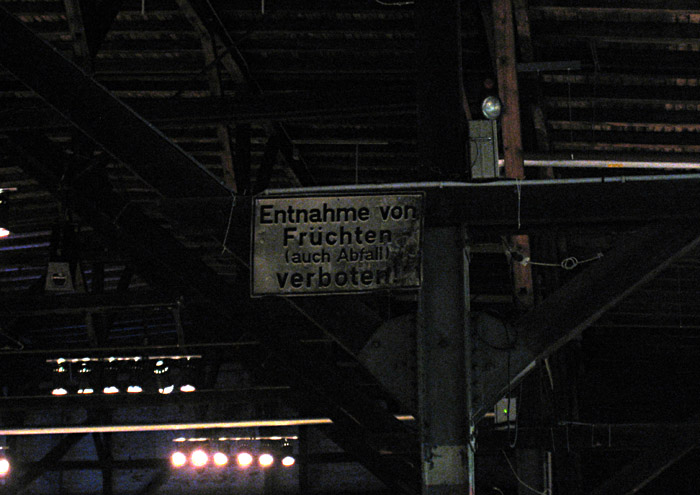 Entnahme von
Früchten
(auch Abfall)
verboten!